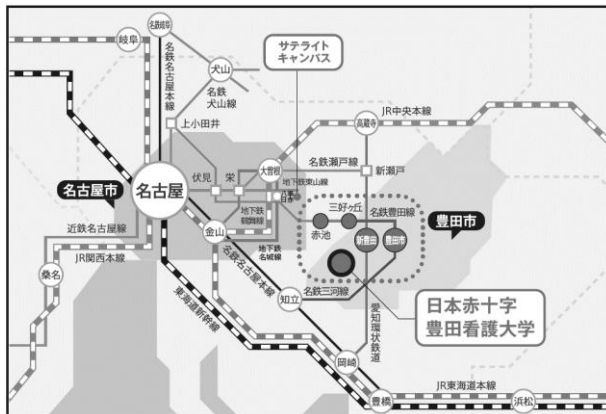 名鉄岐阜
岐阜
サテライト
キャンパス
犬山
名鉄名古屋本線
名鉄
犬山線
JR中央本線
上小田井
高蔵寺
大曽根
名鉄瀬戸線
新瀬戸
名古屋市
名古屋
伏見
栄
地下鉄東山線
八事
日赤
三好ヶ丘
名鉄豊田線
豊田市
地下鉄
鶴舞線
赤池
新豊田
豊田市
近鉄名古屋線
金山
地下鉄
名城線
JR関西本線
桑名
名鉄名古屋本線
東海道新幹線
名鉄三河線
知立
日本赤十字
豊田看護大学
愛知環状鉄道
岡崎
JR東海道本線
豊橋
浜松